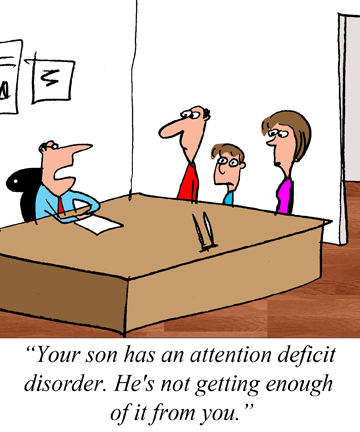 “Your son has an attention deficit
disorder. He's not getting enough
of it from you.”